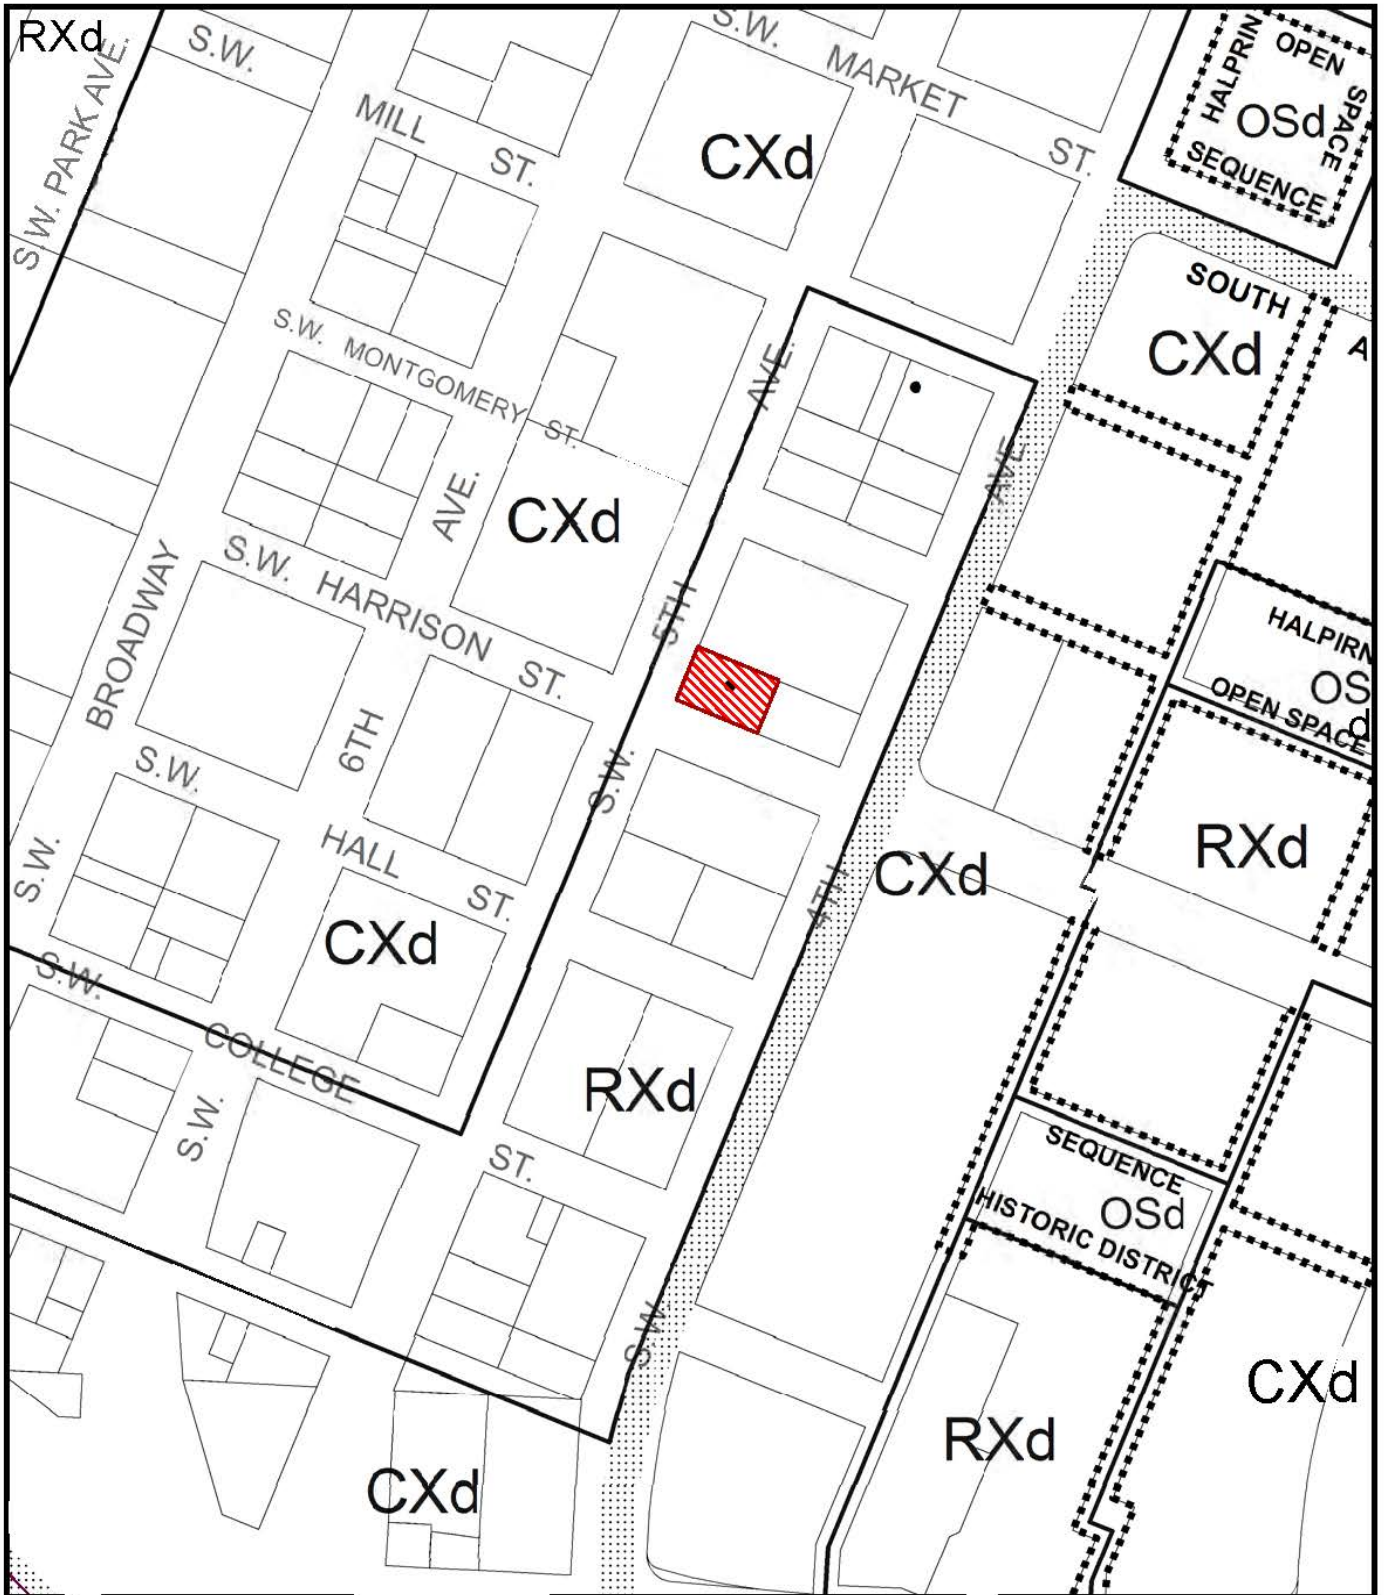 RXd
S.W. PARK AVE.
S.W.
MILL
ST.
S.W.
MARKET
ST.
CXd
HALPRIN
OPEN
SPACE
SEQUENCE
OSd
SOUTH
CXd
A
S.W. MONTGOMERY ST.
AVE.
AVE.
AVE.
CXd
BROADWAY
S.W. HARRISON ST.
5TH
6TH
S.W.
HALPIRN
OS
d
OPEN SPACE
S.W.
HALL
ST.
S.W.
CXd
4TH
CXd
RXd
S.W.
COLLEGE
ST.
S.W.
RXd
SEQUENCE
OSd
HISTORIC DISTRICT
S.W.
CXd
RXd
CXd